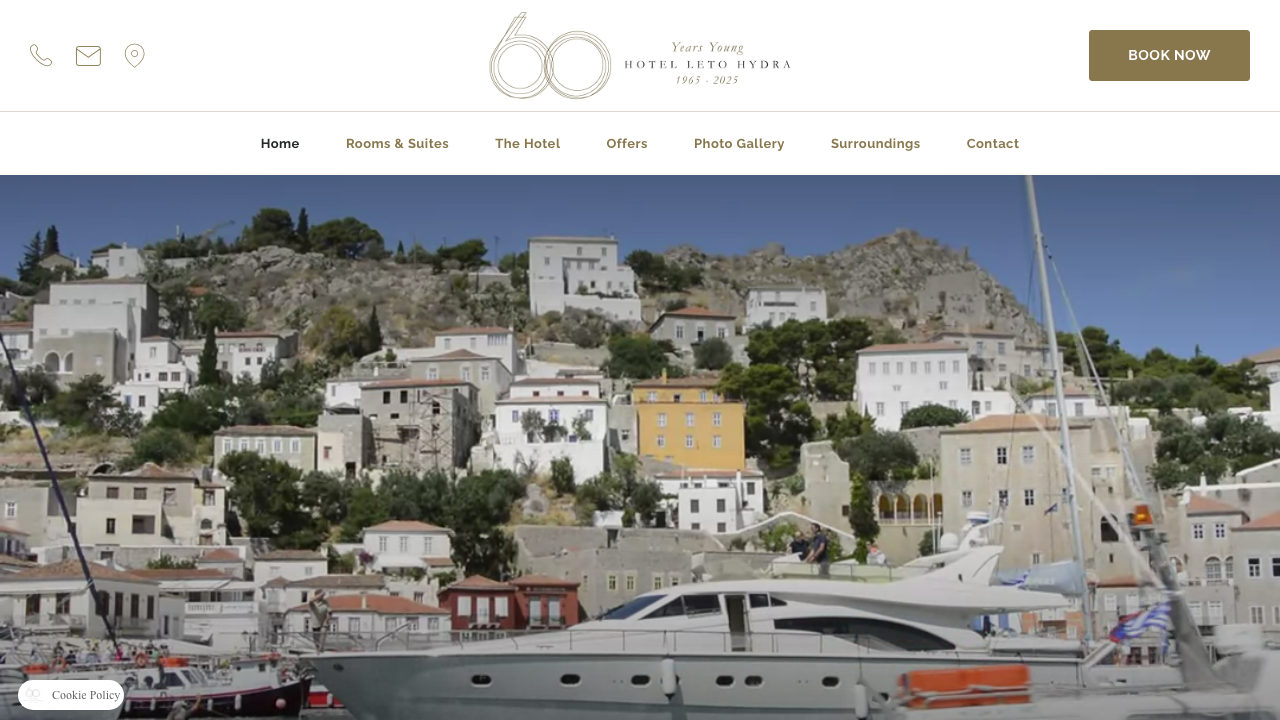 60
Years Young
HOTEL LETO HYDRA
1965 - 2025
BOOK NOW
Home
Rooms & Suites
The Hotel
Offers
Photo Gallery
Surroundings
Contact
Cookie Policy